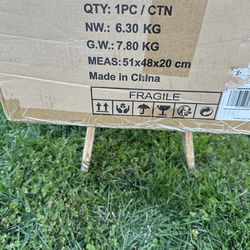 QTY: 1PC / CTN
NW.: 6.30 KG
G.W.: 7.80 KG
MEAS: 51x48x20 cm
Made in China
FRAGILE